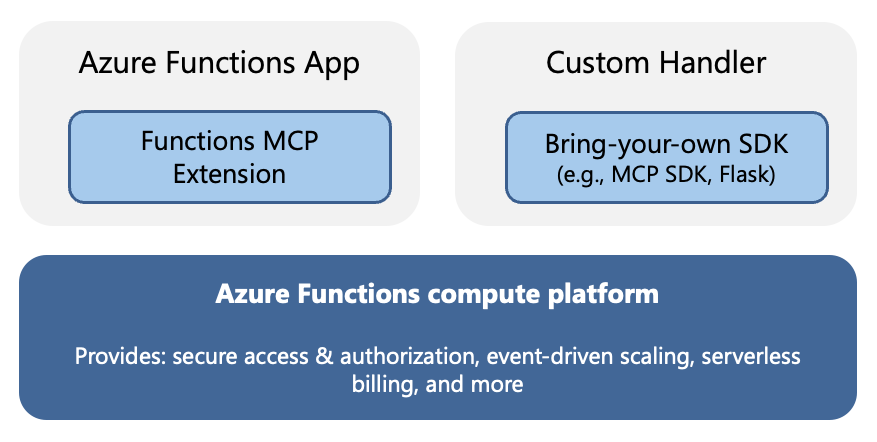 Azure Functions App
Functions MCP
Extension
Custom Handler
Bring-your-own SDK
(e.g., MCP SDK, Flask)
Azure Functions compute platform
Provides: secure access & authorization, event-driven scaling, serverless
billing, and more